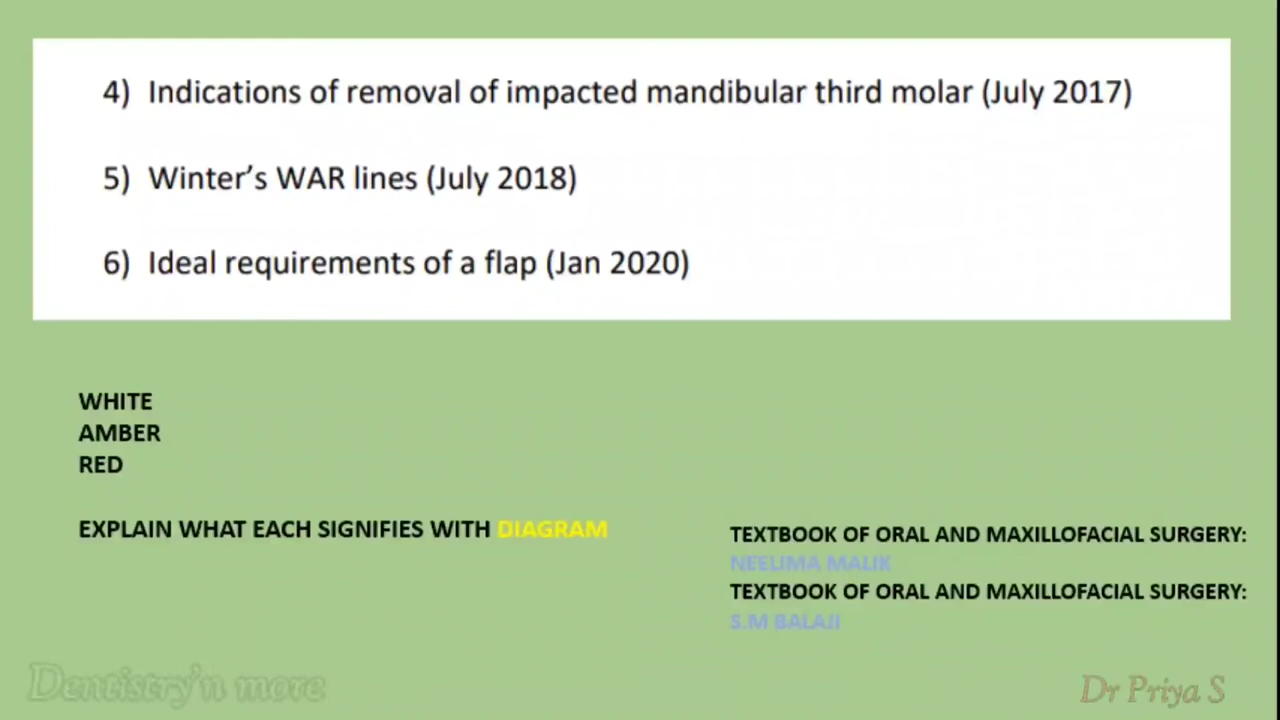 4) Indications of removal of impacted mandibular third molar (July 2017)
5) Winter's WAR lines (July 2018)
6) Ideal requirements of a flap (Jan 2020)
WHITE
AMBER
RED
EXPLAIN WHAT EACH SIGNIFIES WITH DIAGRAM
TEXTBOOK OF ORAL AND MAXILLOFACIAL SURGERY:
NEELIMA MALIK
TEXTBOOK OF ORAL AND MAXILLOFACIAL SURGERY:
S.M BALAJI
Dentistry'n more
Dr Priya S